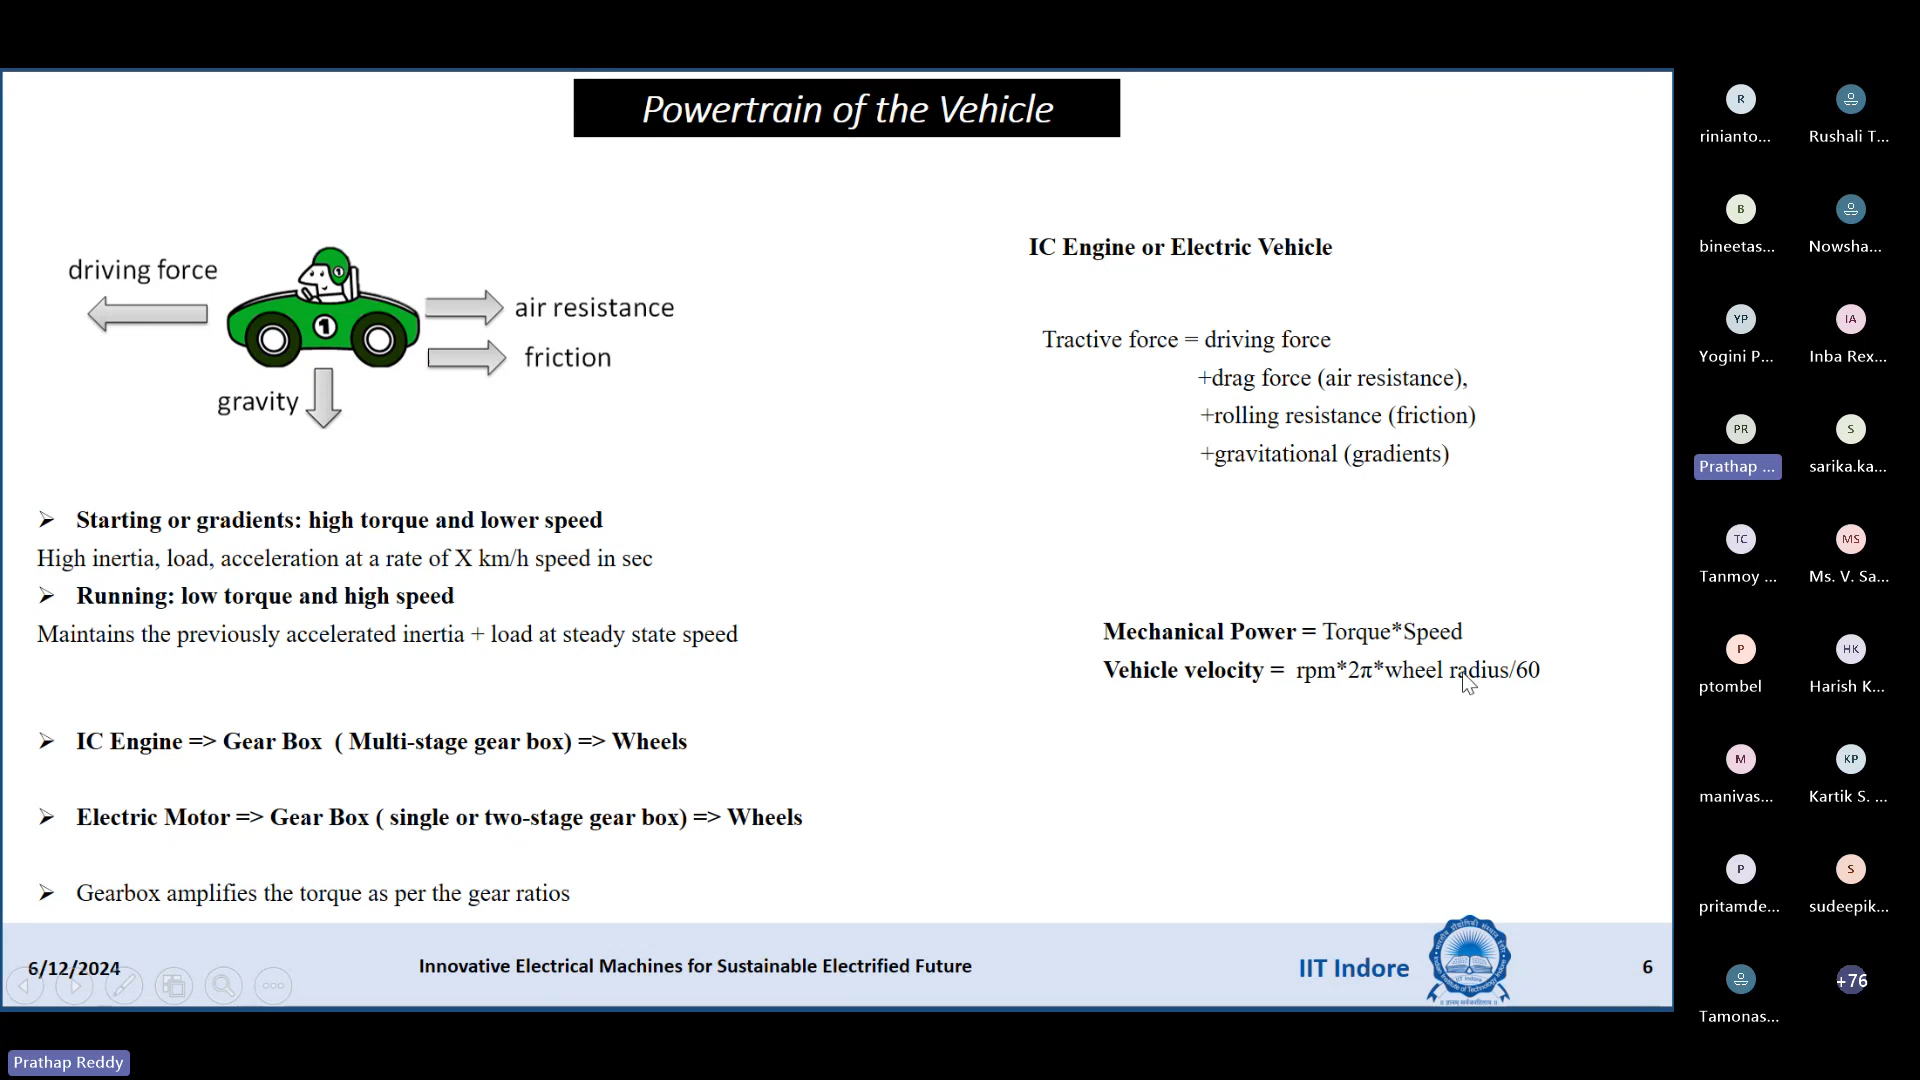 Powertrain of the Vehicle
driving force
air resistance
friction
gravity
1
1
IC Engine or Electric Vehicle
Tractive force = driving force
+drag force (air resistance),
+rolling resistance (friction)
+gravitational (gradients)
➢ Starting or gradients: high torque and lower speed
High inertia, load, acceleration at a rate of X km/h speed in sec
➢ Running: low torque and high speed
Maintains the previously accelerated inertia + load at steady state speed
Mechanical Power = Torque*Speed
Vehicle velocity = rpm*2π*wheel radius/60
➢ IC Engine => Gear Box ( Multi-stage gear box) => Wheels
➢ Electric Motor => Gear Box ( single or two-stage gear box) => Wheels
➢ Gearbox amplifies the torque as per the gear ratios
6/12/2024
Innovative Electrical Machines for Sustainable Electrified Future
IIT Indore
6
Prathap Reddy
R
rinianto...
Rushali T...
B
bineetas...
Nowsha...
YP
Yogini P...
IA
Inba Rex...
PR
Prathap ...
S
sarika.ka...
TC
Tanmoy ...
MS
Ms. V. Sa...
P
ptombel
HK
Harish K...
M
manivas...
KP
Kartik S. ...
P
pritamde...
S
sudeepik...
Tamonas...
+76